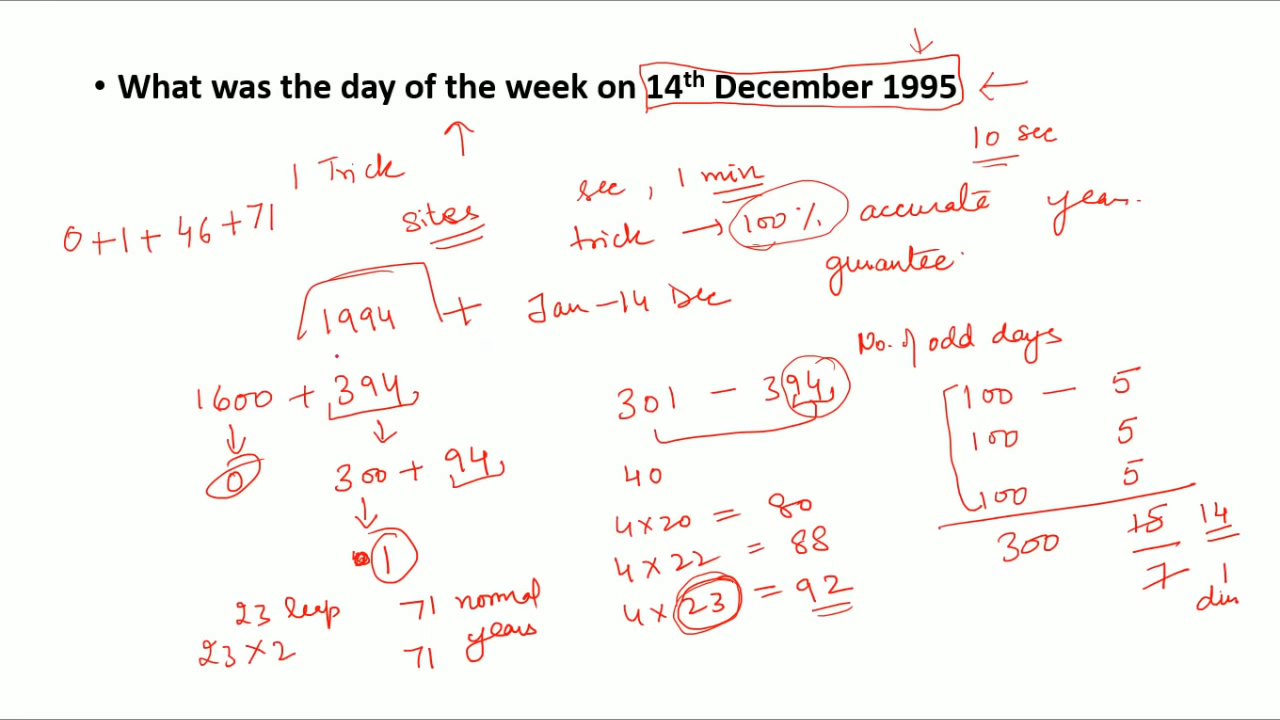 • What was the day of the week on 14th December 1995
10 sec
1 Trick
sec, 1 min
0+1+46+71
sites
trick → 100% accurate year.
gurantee.
1994 + Jan-14 Dec
No. of odd days
1600 + 394
301 - 394
100 - 5
0
300 + 94
40
100 5
100 5
1
4×20 = 80
300 15 14
4×22 = 88
7 1
4×23 = 92
23 leap 71 normal
years
23×2 71